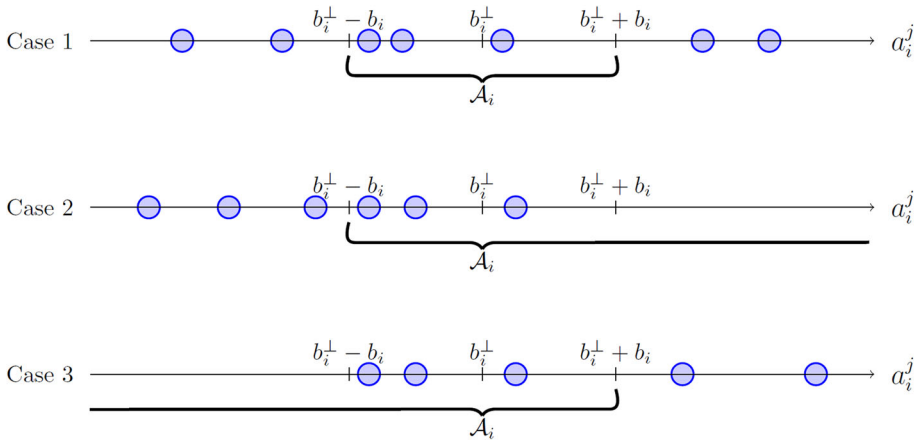 b_i^⊥ − b_i b_i^⊥ b_i^⊥ + b_i
Case 1 a_i^j
𝒜_i
b_i^⊥ − b_i b_i^⊥ b_i^⊥ + b_i
Case 2 a_i^j
𝒜_i
b_i^⊥ − b_i b_i^⊥ b_i^⊥ + b_i
Case 3 a_i^j
𝒜_i